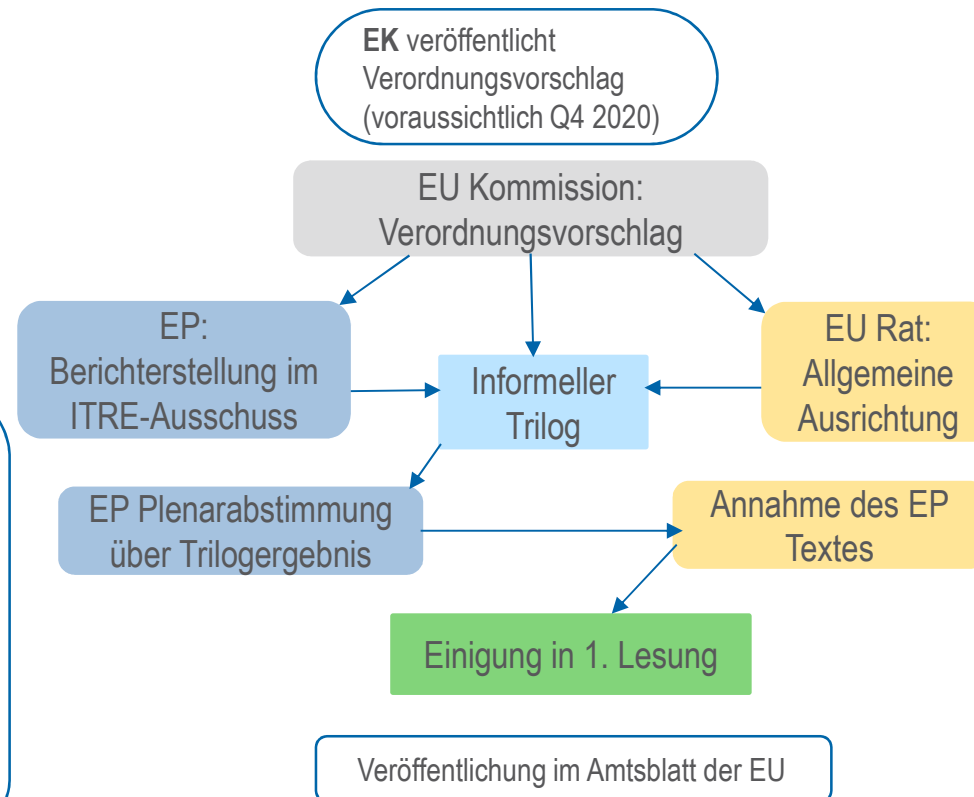 EK veröffentlicht
Verordnungsvorschlag
(voraussichtlich Q4 2020)
EU Kommission:
Verordnungsvorschlag
EP:
Berichterstellung im
ITRE-Ausschuss
Informeller
Trilog
EU Rat:
Allgemeine
Ausrichtung
EP Plenarabstimmung
über Trilogergebnis
Annahme des EP
Textes
Einigung in 1. Lesung
Veröffentlichung im Amtsblatt der EU